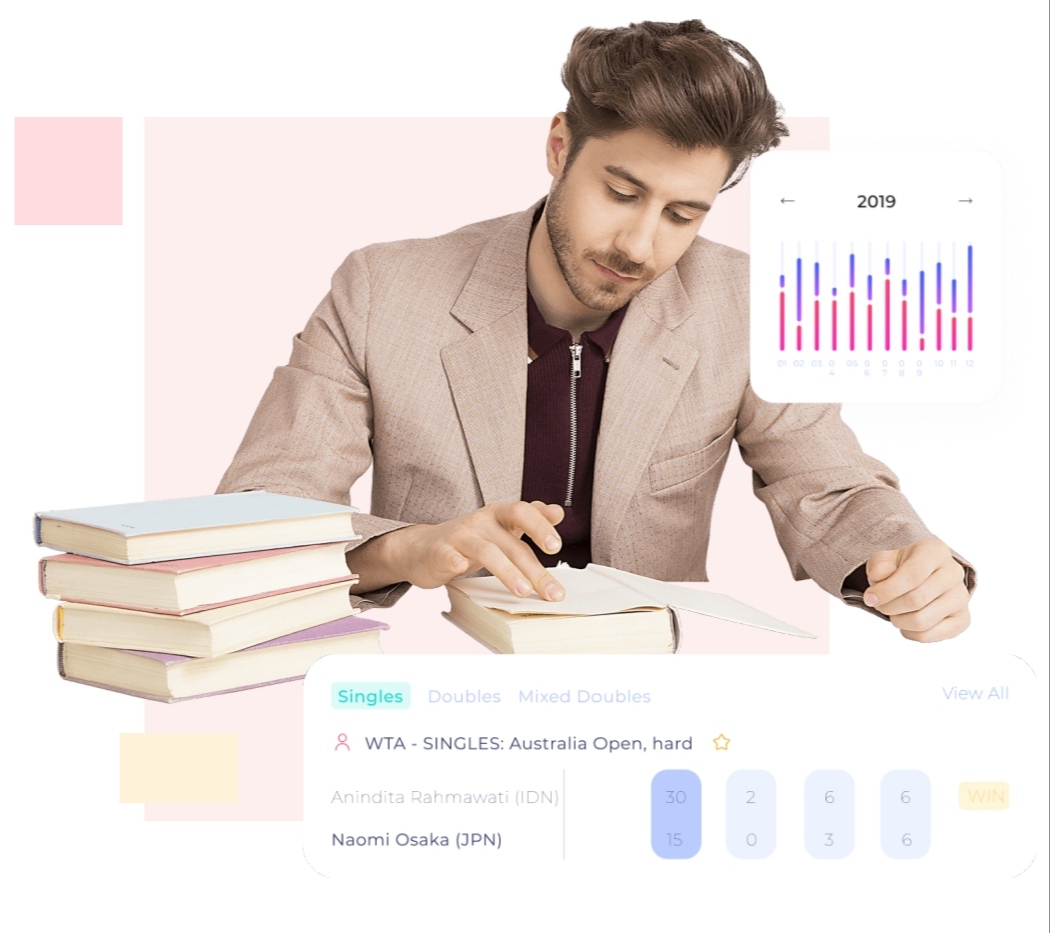 ← 2019 →
01 02 03 04 05 06 07 08 09 10 11 12
Singles Doubles Mixed Doubles View All
WTA - SINGLES: Australia Open, hard
Anindita Rahmawati (IDN) 30 2 6 6 WIN
Naomi Osaka (JPN) 15 0 3 6